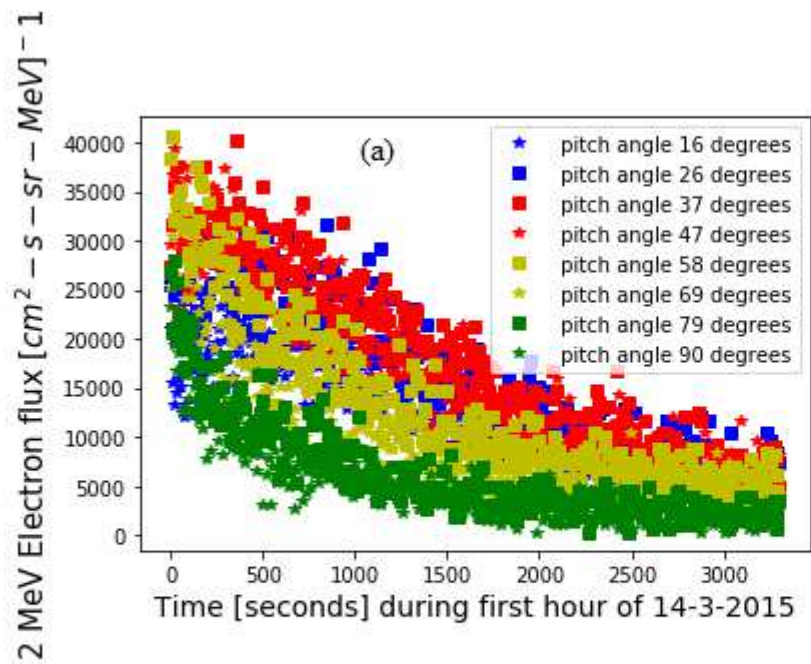 2 MeV Electron flux [cm² − s − sr − MeV]⁻ 1
(a)
pitch angle 16 degrees
pitch angle 26 degrees
pitch angle 37 degrees
pitch angle 47 degrees
pitch angle 58 degrees
pitch angle 69 degrees
pitch angle 79 degrees
pitch angle 90 degrees
40000
35000
30000
25000
20000
15000
10000
5000
0
0 500 1000 1500 2000 2500 3000
Time [seconds] during first hour of 14-3-2015